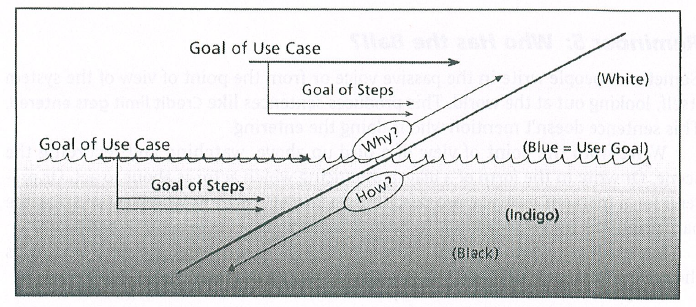 Goal of Use Case
Goal of Steps
(White)
Why?
Goal of Use Case
(Blue = User Goal)
Goal of Steps
How?
(Indigo)
(Black)